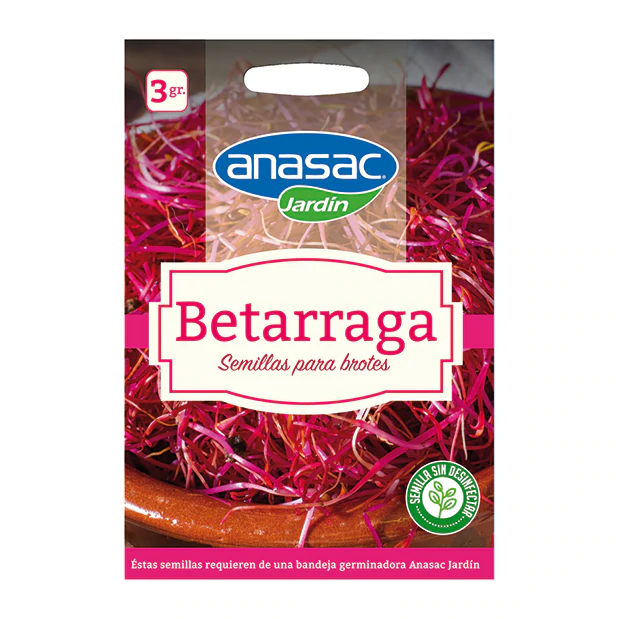 3 gr.
anasac®
Jardín
Betarraga
Semillas para brotes
SEMILLA SIN DESINFECTAR
Éstas semillas requieren de una bandeja germinadora Anasac Jardín